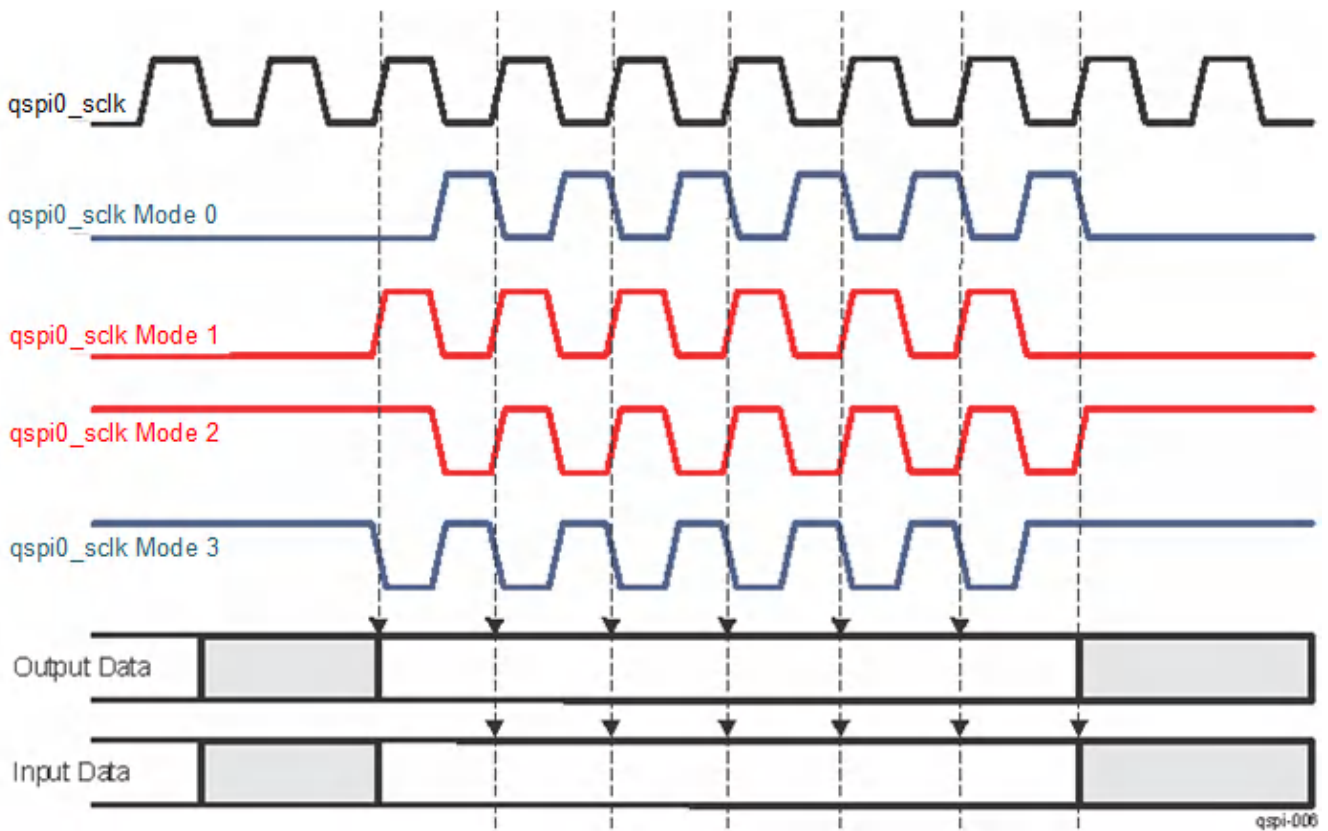 qspi0_sclk
qspi0_sclk Mode 0
qspi0_sclk Mode 1
qspi0_sclk Mode 2
qspi0_sclk Mode 3
Output Data
Input Data
qspi-006